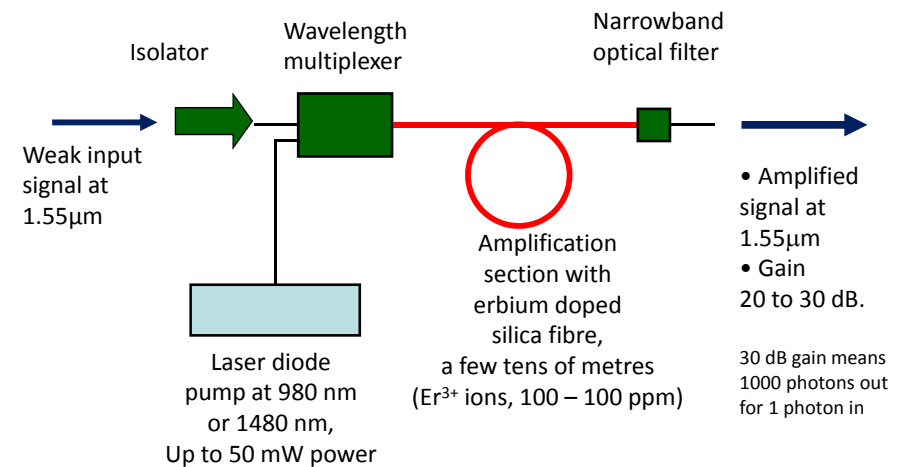 Isolator
Wavelength
multiplexer
Narrowband
optical filter
Weak input
signal at
1.55μm
Laser diode
pump at 980 nm
or 1480 nm,
Up to 50 mW power
Amplification
section with
erbium doped
silica fibre,
a few tens of metres
(Er³⁺ ions, 100 – 100 ppm)
• Amplified
signal at
1.55μm
• Gain
20 to 30 dB.
30 dB gain means
1000 photons out
for 1 photon in